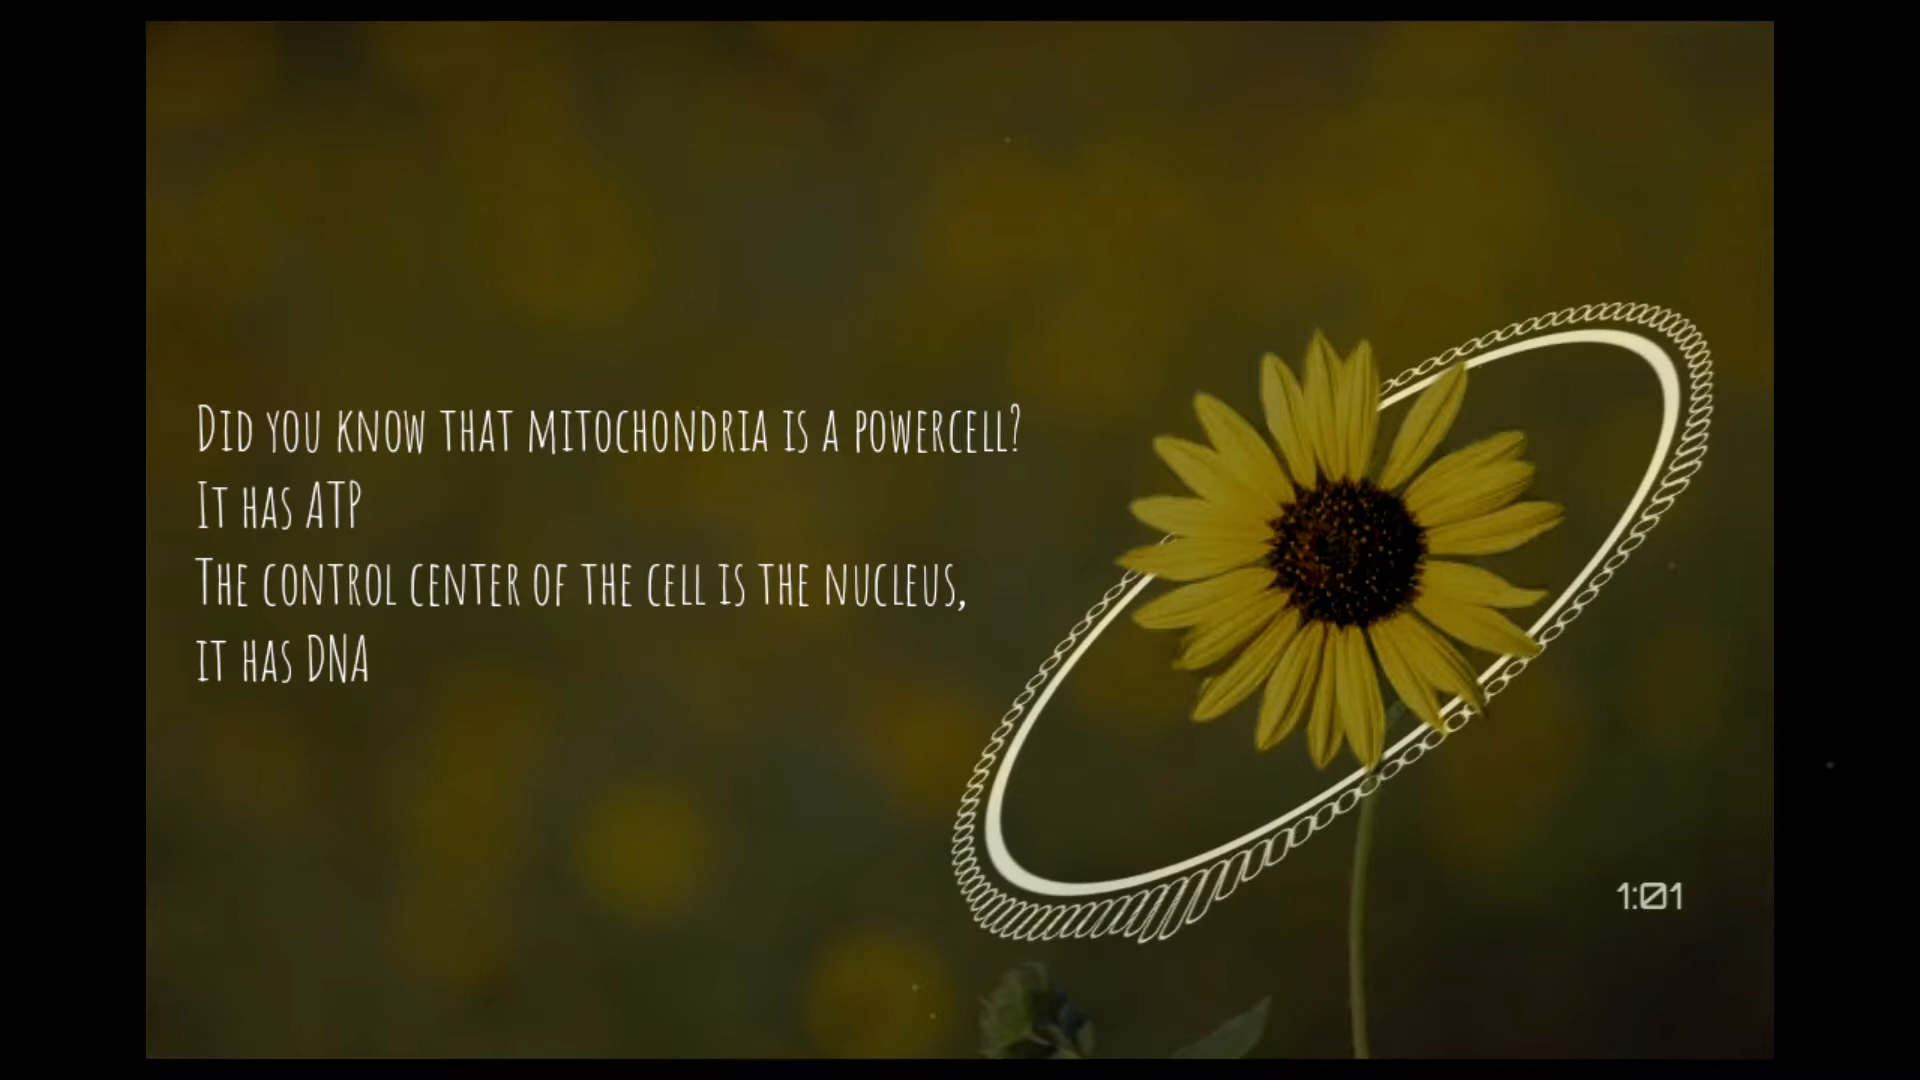 Did you know that mitochondria is a powercell?
It has ATP
The control center of the cell is the nucleus,
it has DNA
1:01